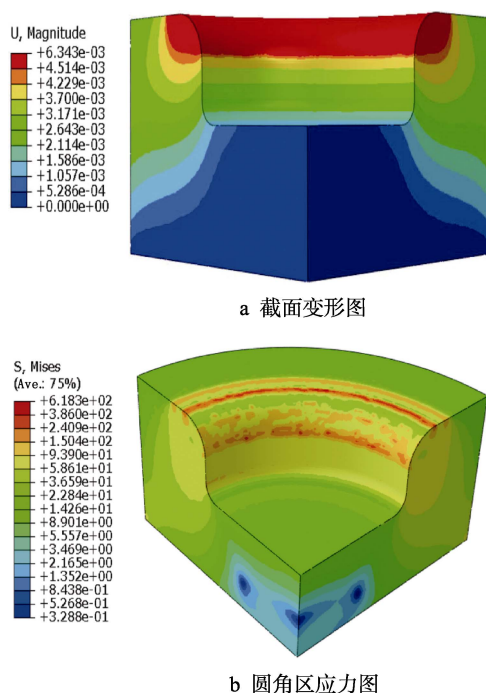 U, Magnitude
+6.343e-03
+4.514e-03
+4.229e-03
+3.700e-03
+3.171e-03
+2.643e-03
+2.114e-03
+1.586e-03
+1.057e-03
+5.286e-04
+0.000e+00
a 截面变形图
S, Mises
(Ave.: 75%)
+6.183e+02
+3.860e+02
+2.409e+02
+1.504e+02
+9.390e+01
+5.861e+01
+3.659e+01
+2.284e+01
+1.426e+01
+8.901e+00
+5.557e+00
+3.469e+00
+2.165e+00
+1.352e+00
+8.438e-01
+5.268e-01
+3.288e-01
b 圆角区应力图